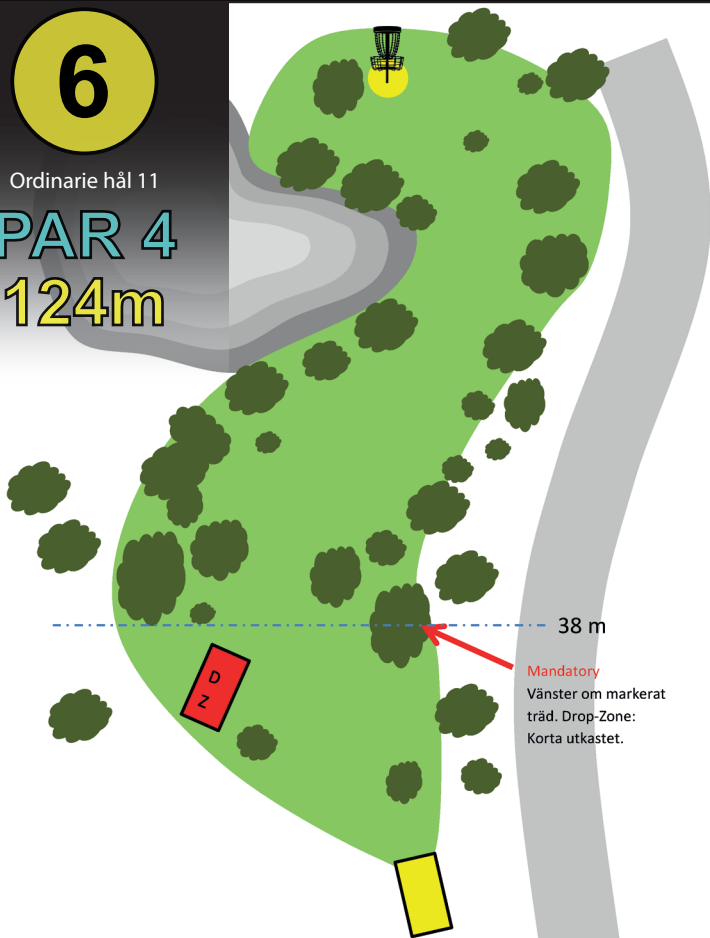 6
Ordinarie hål 11
PAR 4
124m
38 m
Mandatory
Vänster om markerat
träd. Drop-Zone:
Korta utkastet.
D
Z